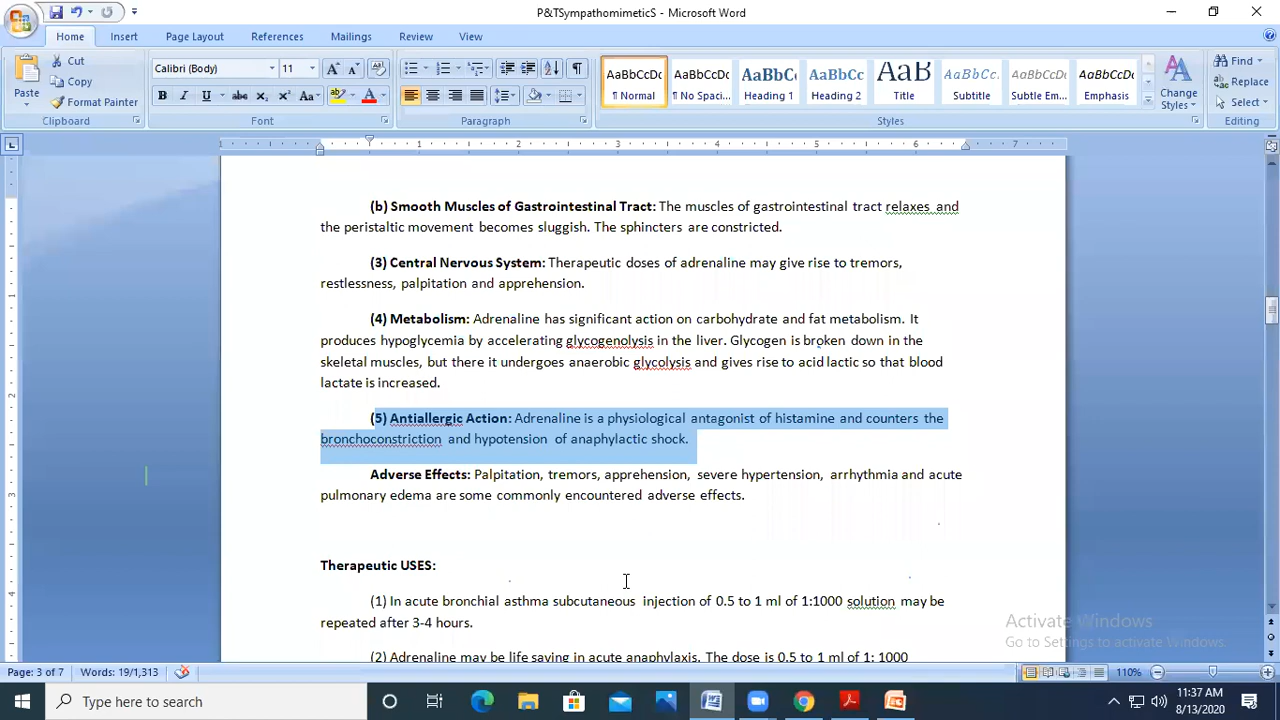 P&TSympathomimeticS - Microsoft Word
Home Insert Page Layout References Mailings Review View
Paste
Cut
Copy
Format Painter
Clipboard
Calibri (Body) 11
Font
Paragraph
AaBbCcDc AaBbCcDc AaBbCc AaBbCc AaB AaBbCc. AaBbCcDc AaBbCcDc
¶ Normal ¶ No Spaci... Heading 1 Heading 2 Title Subtitle Subtle Em... Emphasis
Styles
Change
Styles
Find
Replace
Select
Editing
(b) Smooth Muscles of Gastrointestinal Tract: The muscles of gastrointestinal tract relaxes and
the peristaltic movement becomes sluggish. The sphincters are constricted.
(3) Central Nervous System: Therapeutic doses of adrenaline may give rise to tremors,
restlessness, palpitation and apprehension.
(4) Metabolism: Adrenaline has significant action on carbohydrate and fat metabolism. It
produces hypoglycemia by accelerating glycogenolysis in the liver. Glycogen is broken down in the
skeletal muscles, but there it undergoes anaerobic glycolysis and gives rise to acid lactic so that blood
lactate is increased.
(5) Antiallergic Action: Adrenaline is a physiological antagonist of histamine and counters the
bronchoconstriction and hypotension of anaphylactic shock.
Adverse Effects: Palpitation, tremors, apprehension, severe hypertension, arrhythmia and acute
pulmonary edema are some commonly encountered adverse effects.
Therapeutic USES:
(1) In acute bronchial asthma subcutaneous injection of 0.5 to 1 ml of 1:1000 solution may be
repeated after 3-4 hours.
(2) Adrenaline may be life saving in acute anaphylaxis. The dose is 0.5 to 1 ml of 1: 1000
Activate Windows
Go to Settings to activate Windows.
Page: 3 of 7 Words: 19/1,313 110%
Type here to search
11:37 AM
8/13/2020